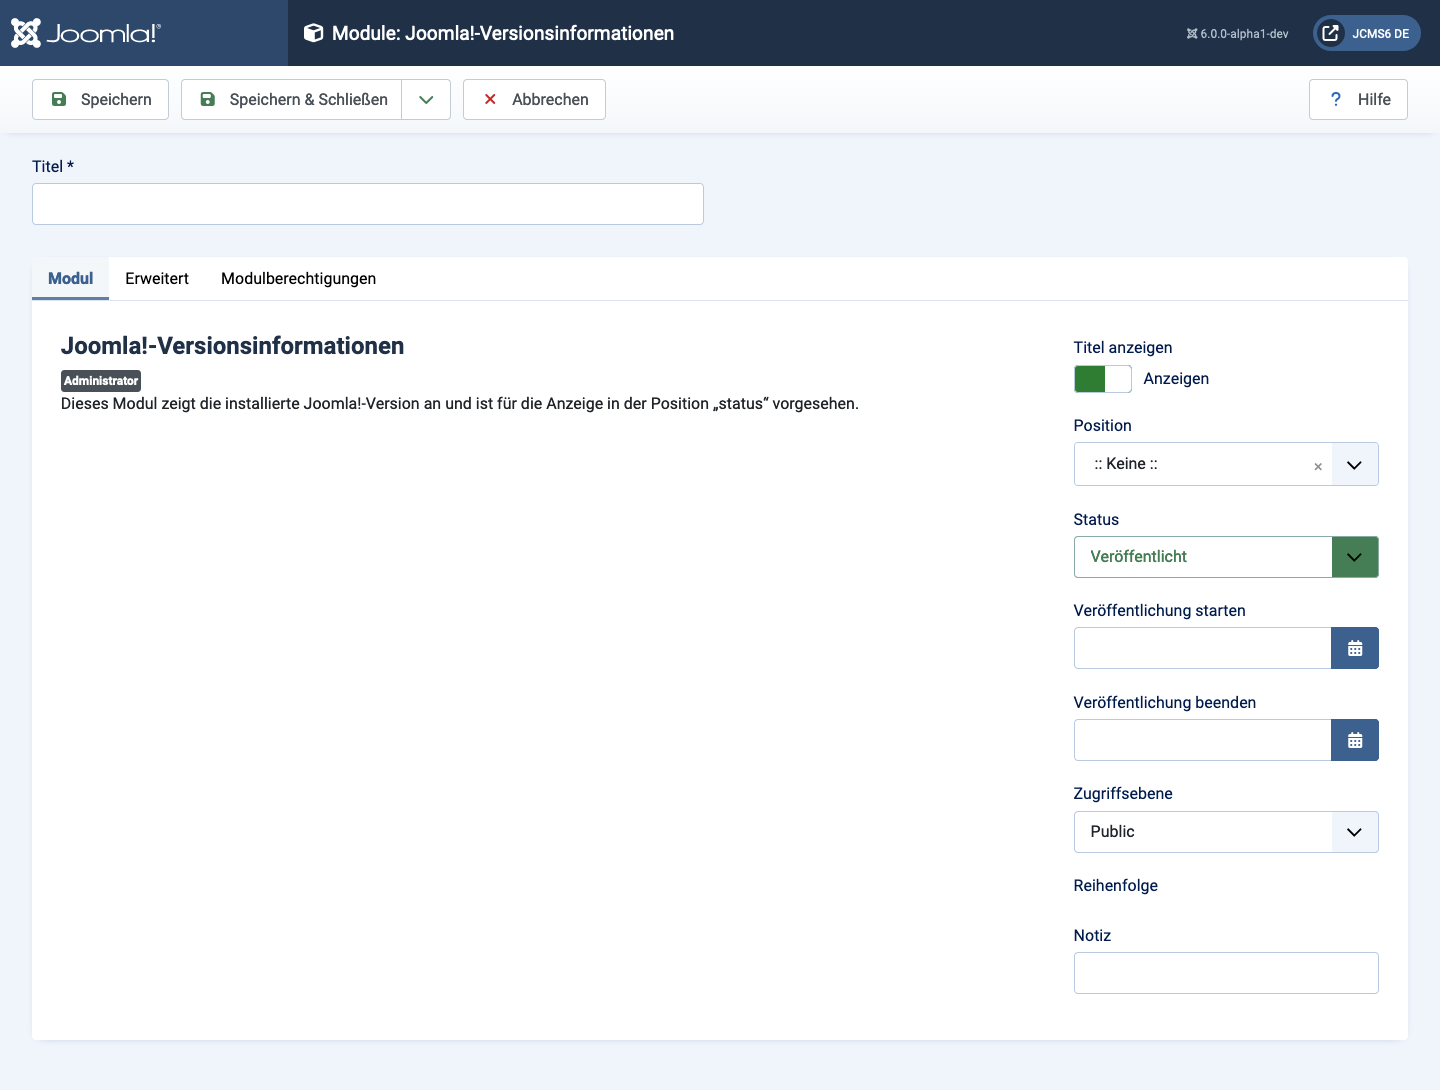 Joomla!®
Module: Joomla!-Versionsinformationen
6.0.0-alpha1-dev
JCMS6 DE
Speichern
Speichern & Schließen
Abbrechen
? Hilfe
Titel *
Modul
Erweitert
Modulberechtigungen
Joomla!-Versionsinformationen
Administrator
Dieses Modul zeigt die installierte Joomla!-Version an und ist für die Anzeige in der Position „status“ vorgesehen.
Titel anzeigen
Anzeigen
Position
:: Keine :: ×
Status
Veröffentlicht
Veröffentlichung starten
Veröffentlichung beenden
Zugriffsebene
Public
Reihenfolge
Notiz